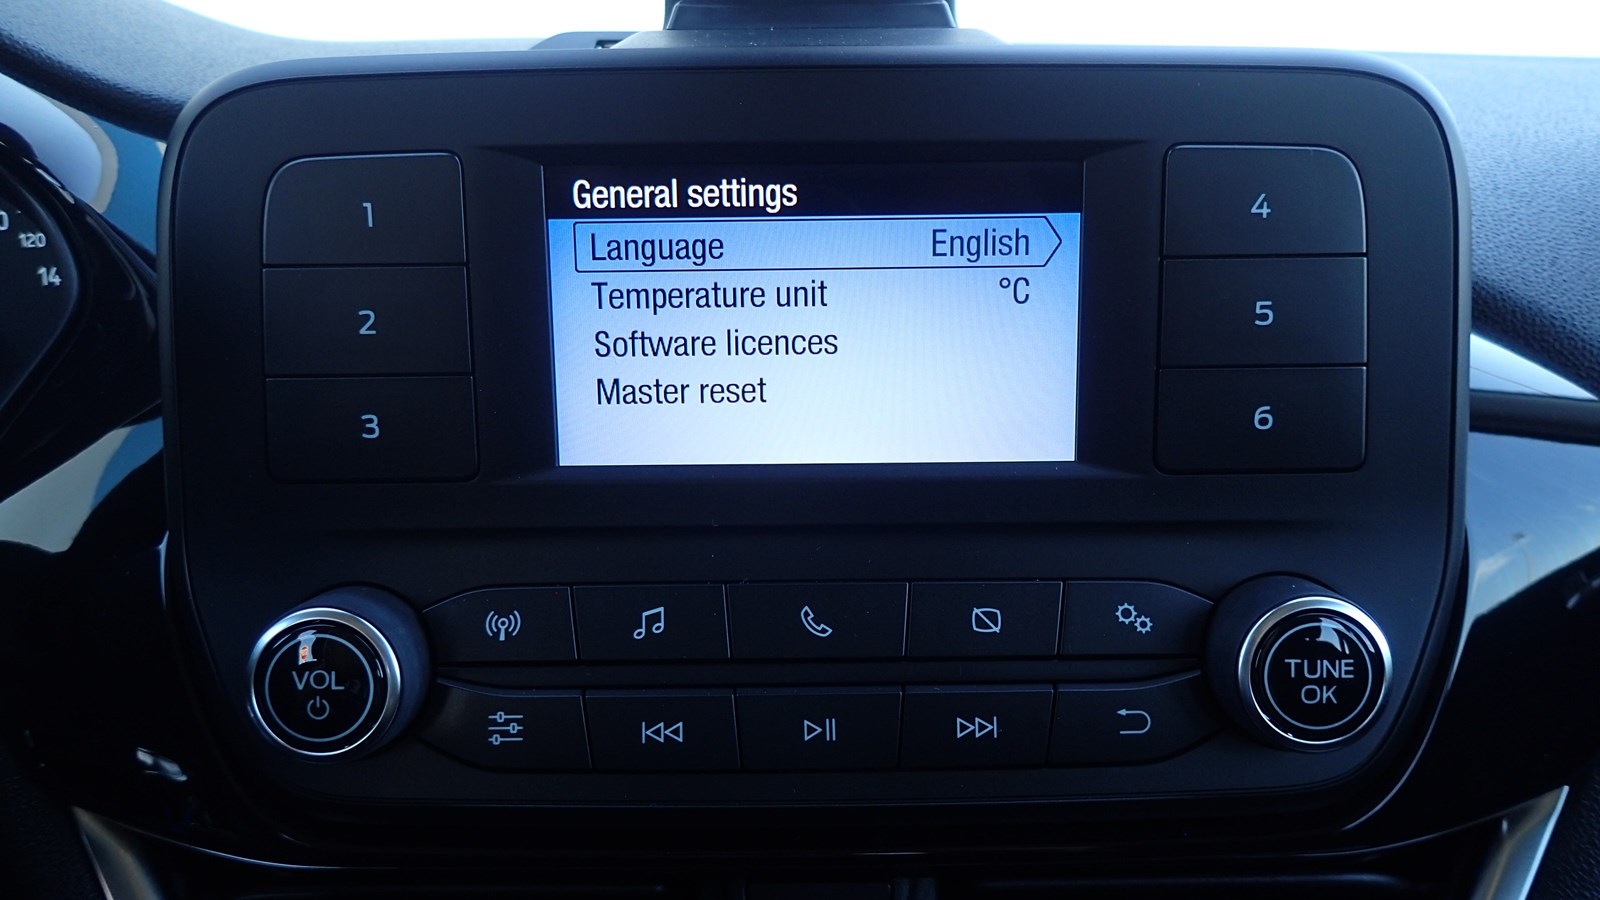 General settings
Language English
Temperature unit °C
Software licences
Master reset
1
2
3
4
5
6
VOL
TUNE
OK
120
14